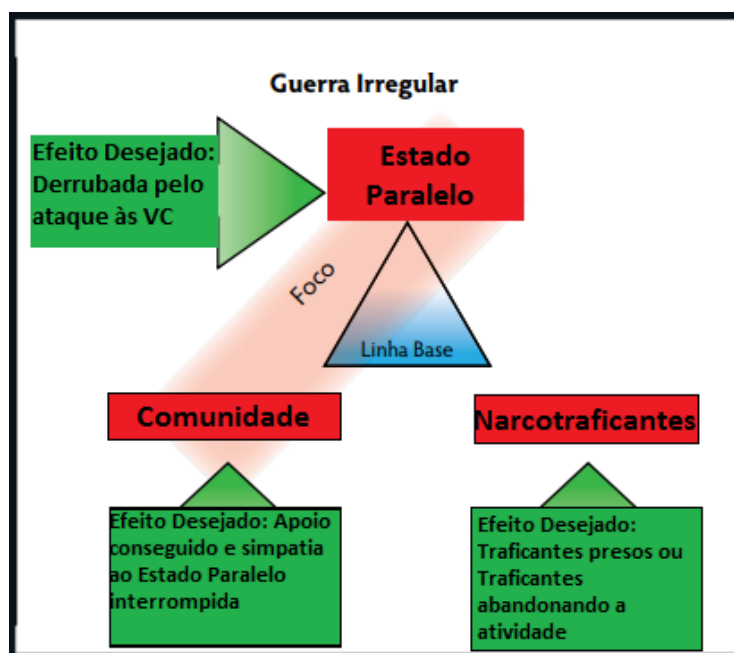 Guerra Irregular
Efeito Desejado:
Derrubada pelo
ataque às VC
Estado
Paralelo
Foco
Linha Base
Comunidade
Narcotraficantes
Efeito Desejado: Apoio
conseguido e simpatia
ao Estado Paralelo
interrompida
Efeito Desejado:
Traficantes presos ou
Traficantes
abandonando a
atividade